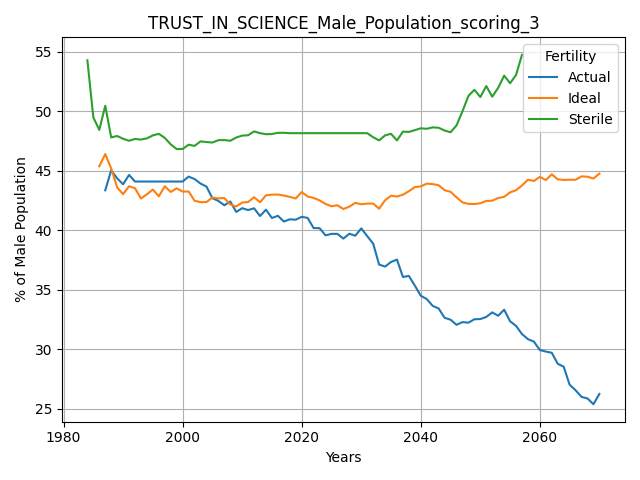 TRUST_IN_SCIENCE_Male_Population_scoring_3
Fertility
Actual
Ideal
Sterile
% of Male Population
55
50
45
40
35
30
25
1980
2000
2020
2040
2060
Years